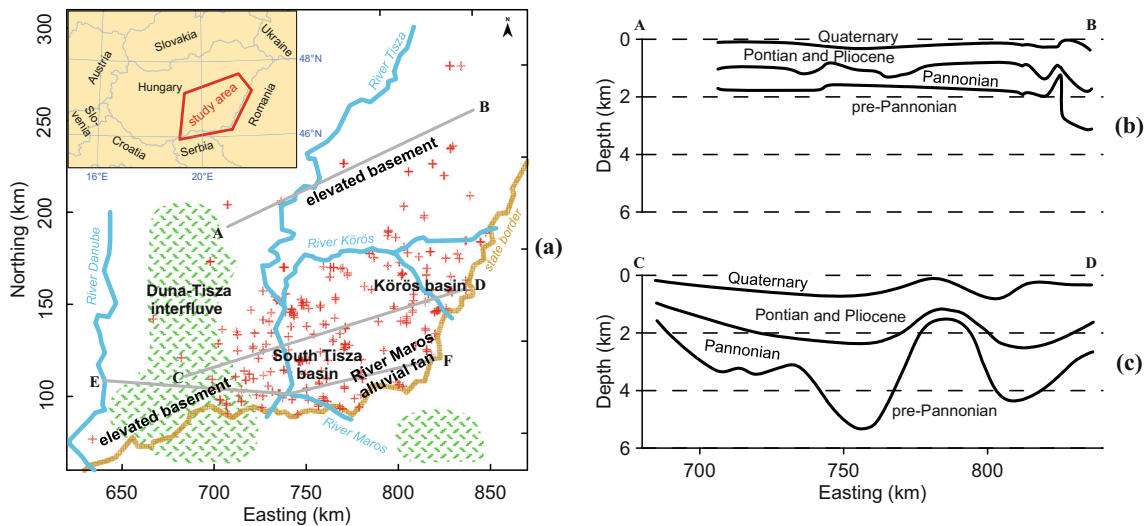 Austria
Slovakia
Ukraine
Hungary
study area
Romania
Slo-
venia
Croatia
Serbia
48°N
46°N
16°E
20°E
N
300
250
200
150
100
Northing (km)
650
700
750
800
850
Easting (km)
River Tisza
B
elevated basement
A
River Danube
River Körös
state border
Duna-Tisza
interfluve
Körös basin
D
South Tisza
basin
River Maros
alluvial fan
F
E
C
elevated basement
River Maros
(a)
A
B
0
2
4
6
Depth (km)
Quaternary
Pontian and Pliocene
Pannonian
pre-Pannonian
(b)
C
D
0
2
4
6
Depth (km)
Quaternary
Pontian and Pliocene
Pannonian
pre-Pannonian
(c)
700
750
800
Easting (km)